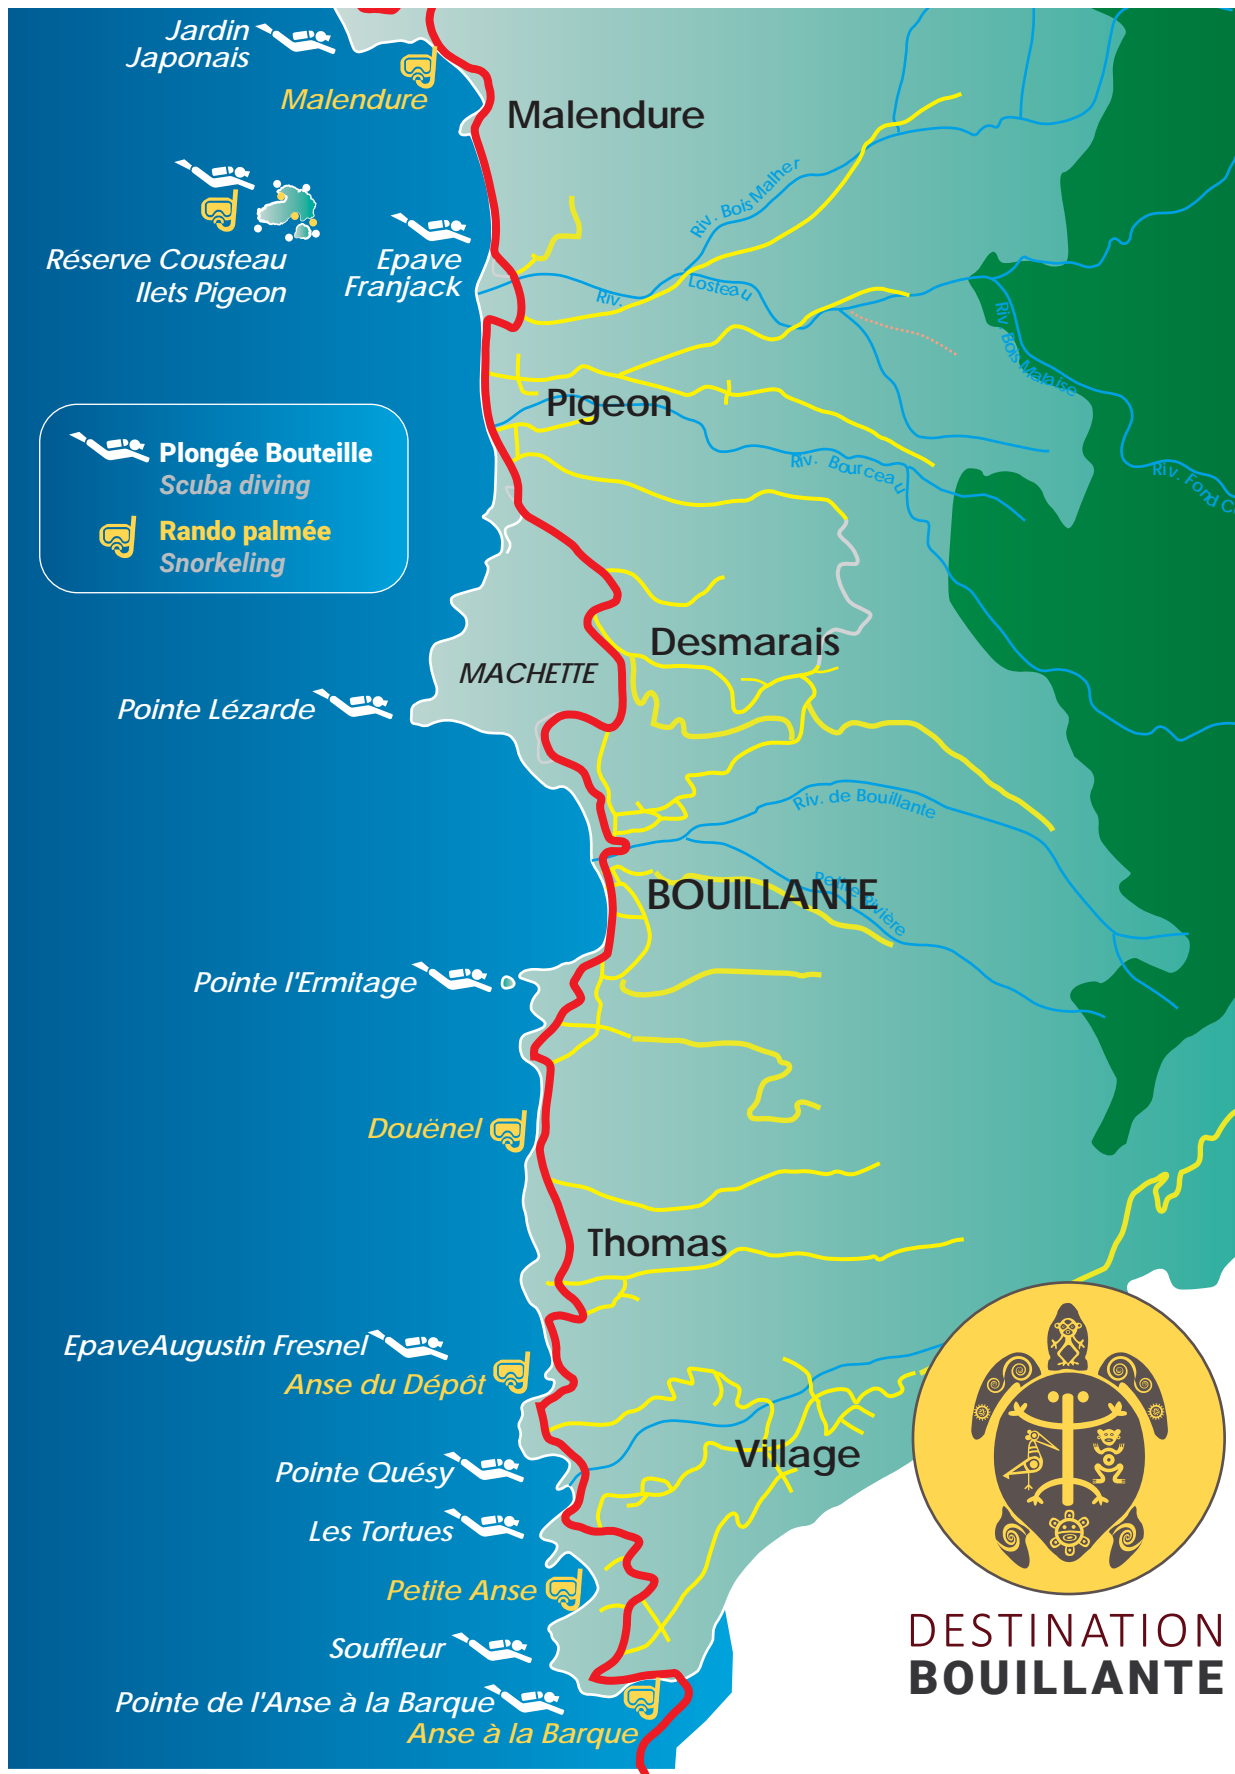 Jardin
Japonais
Malendure
Malendure
Riv. Bois Malher
Réserve Cousteau
Ilets Pigeon
Epave
Franjack
Riv. Losteau
Riv. Bois Malaise
Pigeon
Plongée Bouteille
Scuba diving
Rando palmée
Snorkeling
Riv. Bourceau
Riv. Fond C
Desmarais
MACHETTE
Pointe Lézarde
Riv. de Bouillante
BOUILLANTE
Petite Rivière
Pointe l'Ermitage
Douënel
Thomas
EpaveAugustin Fresnel
Anse du Dépôt
Village
Pointe Quésy
Les Tortues
Petite Anse
Souffleur
Pointe de l'Anse à la Barque
Anse à la Barque
DESTINATION
BOUILLANTE